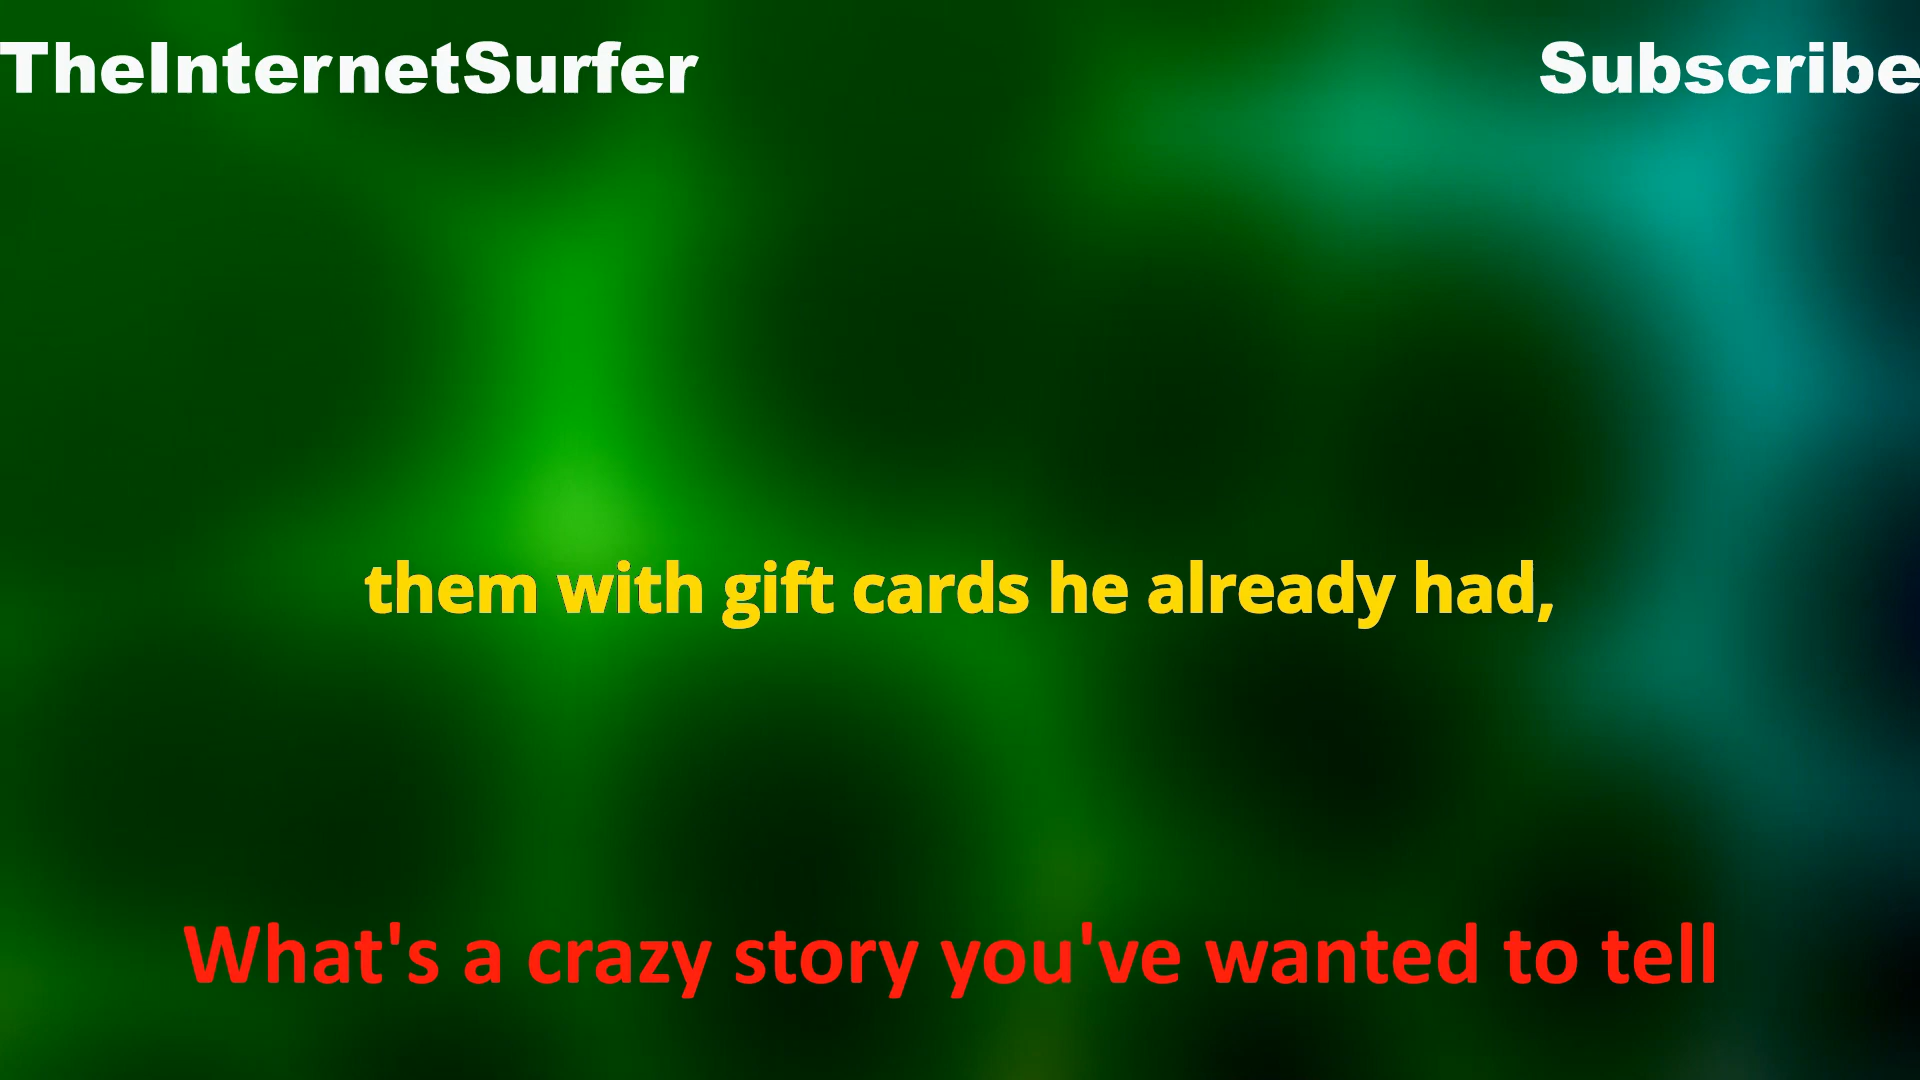 TheInternetSurfer
Subscribe
them with gift cards he already had,
What's a crazy story you've wanted to tell